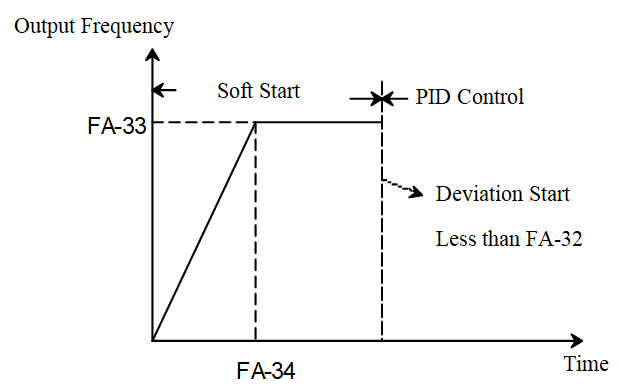 Output Frequency
Soft Start
PID Control
FA-33
Deviation Start
Less than FA-32
Time
FA-34